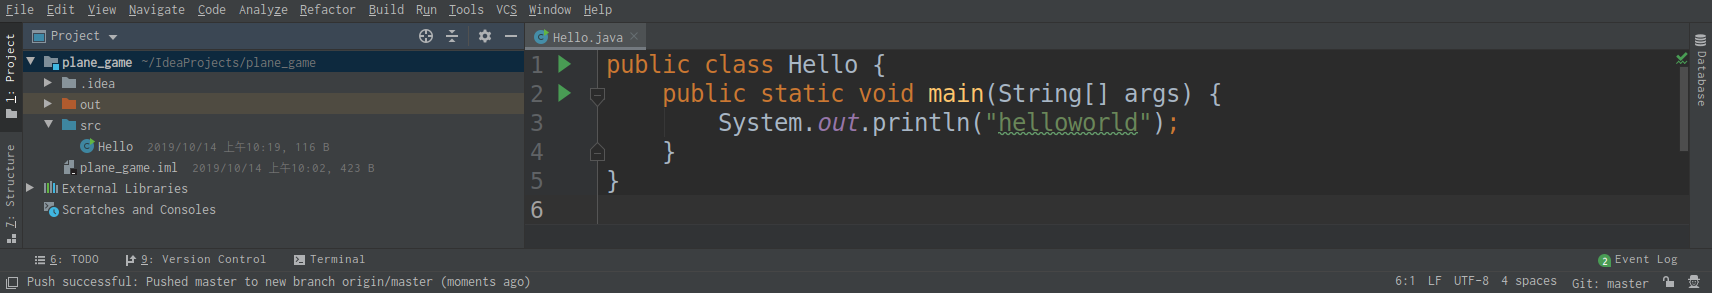 File Edit View Navigate Code Analyze Refactor Build Run Tools VCS Window Help
1: Project
7: Structure
Project
plane_game ~/IdeaProjects/plane_game
.idea
out
src
Hello 2019/10/14 上午10:19, 116 B
plane_game.iml 2019/10/14 上午10:02, 423 B
External Libraries
Scratches and Consoles
Hello.java
1 public class Hello {
2 public static void main(String[] args) {
3 System.out.println("helloworld");
4 }
5 }
6
Database
6: TODO 9: Version Control Terminal
2 Event Log
Push successful: Pushed master to new branch origin/master (moments ago)
6:1 LF UTF-8 4 spaces Git: master